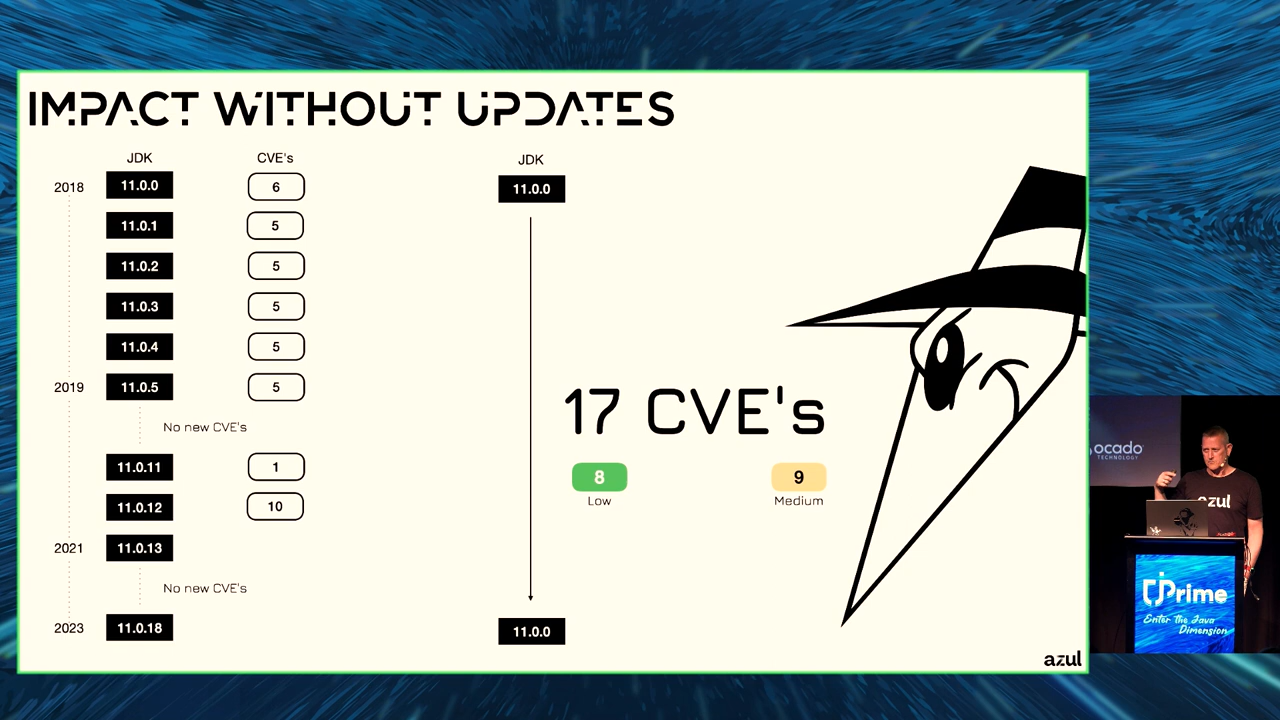 IMPACT WITHOUT UPDATES
JDK CVE's
2018 11.0.0 6
11.0.1 5
11.0.2 5
11.0.3 5
11.0.4 5
2019 11.0.5 5
No new CVE's
11.0.11 1
11.0.12 10
2021 11.0.13
No new CVE's
2023 11.0.18
JDK
11.0.0
17 CVE's
8 9
Low Medium
11.0.0
azul
ocado
TECHNOLOGY
azul
jPrime
Enter the Java
Dimension